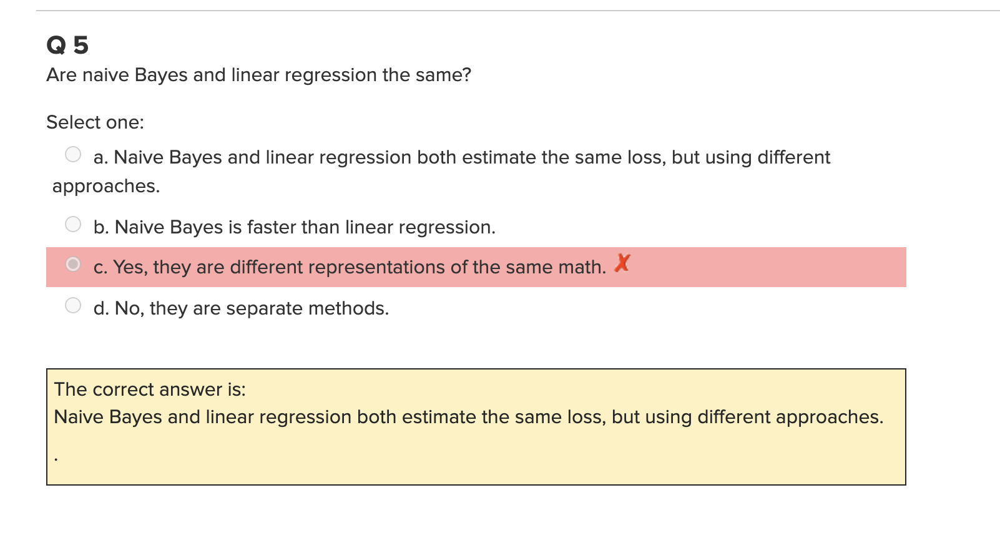 Q 5
Are naive Bayes and linear regression the same?
Select one:
a. Naive Bayes and linear regression both estimate the same loss, but using different
approaches.
b. Naive Bayes is faster than linear regression.
c. Yes, they are different representations of the same math. ✗
d. No, they are separate methods.
The correct answer is:
Naive Bayes and linear regression both estimate the same loss, but using different approaches.
.